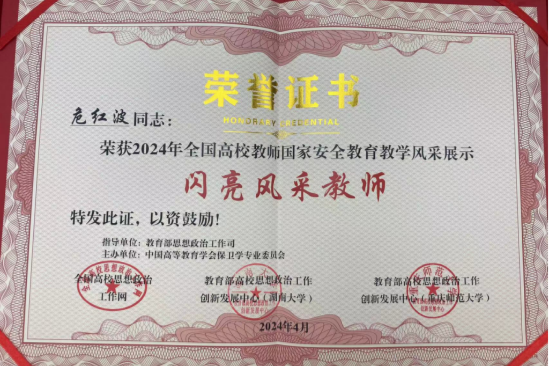 荣誉证书
HONORARY CREDENTIAL
危红波同志：
荣获2024年全国高校教师国家安全教育教学风采展示
闪亮风采教师
特发此证，以资鼓励！
指导单位：教育部思想政治工作司
主办单位：中国高等教育学会保卫学专业委员会
全国高校思想政治 教育部高校思想政治工作 教育部高校思想政治工作
工作网 创新发展中心（湖南大学） 创新发展中心（重庆师范大学）
2024年4月